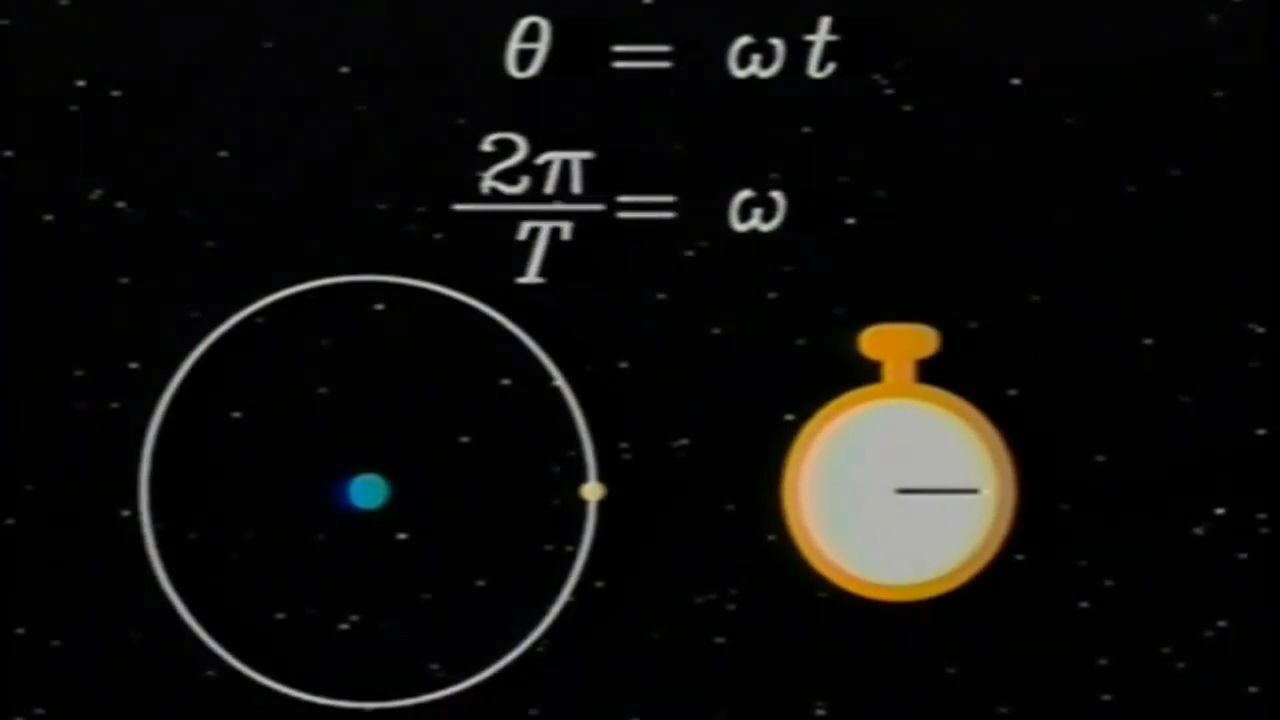 θ = ωt
2π/T = ω